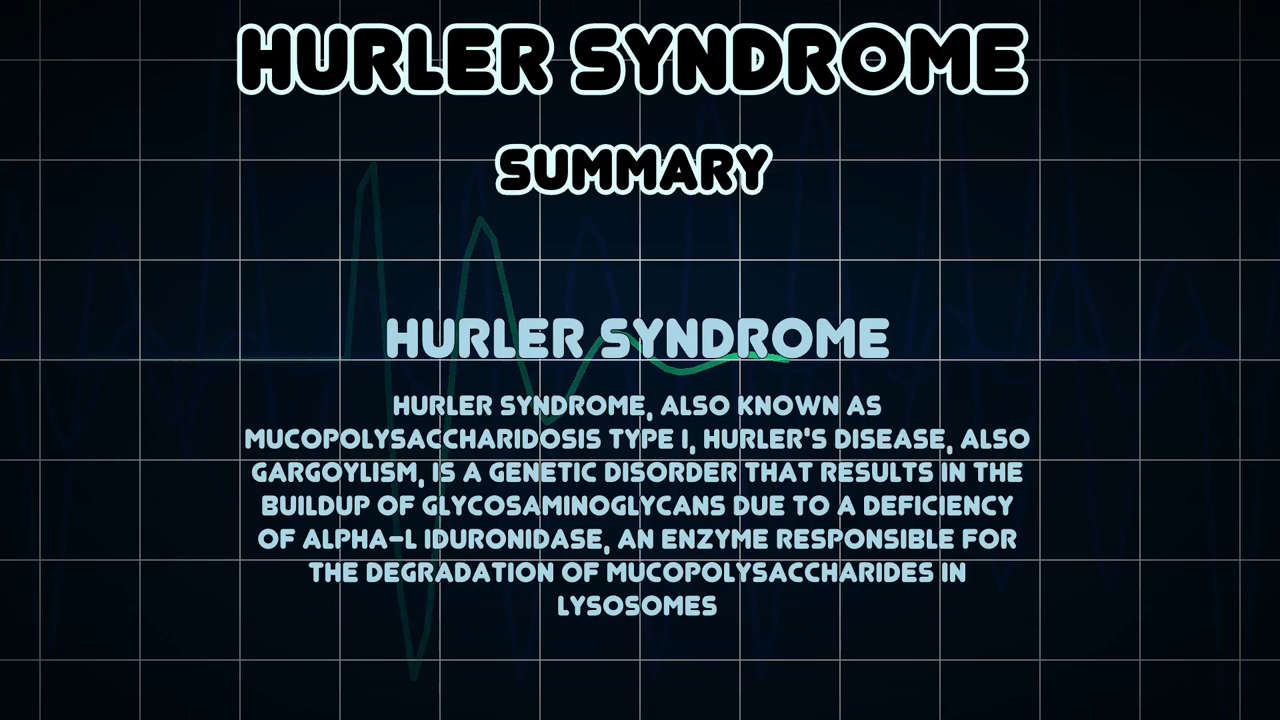 HURLER SYNDROME
SUMMARY
HURLER SYNDROME
HURLER SYNDROME, ALSO KNOWN AS
MUCOPOLYSACCHARIDOSIS TYPE I, HURLER'S DISEASE, ALSO
GARGOYLISM, IS A GENETIC DISORDER THAT RESULTS IN THE
BUILDUP OF GLYCOSAMINOGLYCANS DUE TO A DEFICIENCY
OF ALPHA-L IDURONIDASE, AN ENZYME RESPONSIBLE FOR
THE DEGRADATION OF MUCOPOLYSACCHARIDES IN
LYSOSOMES